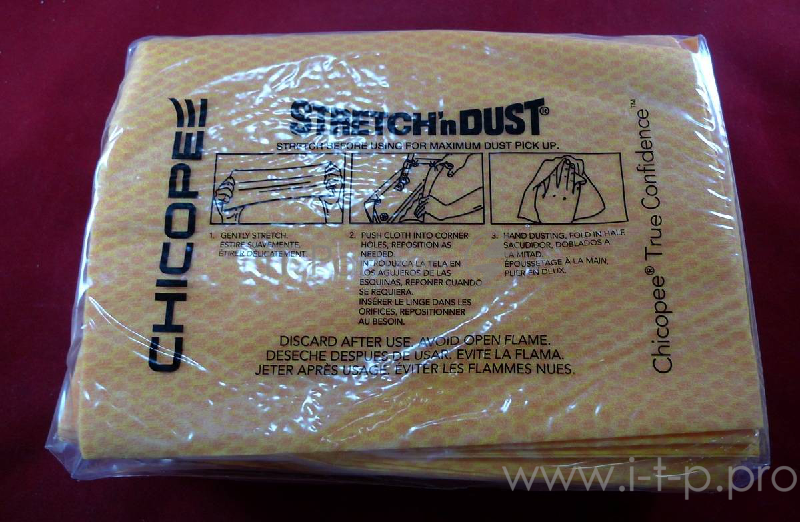 CHICOPEE
STRETCH'nDUST®
STRETCH BEFORE USING FOR MAXIMUM DUST PICK UP.
1. GENTLY STRETCH.
ESTIRE SUAVEMENTE.
ÉTIRER DÉLICATEMENT.
2. PUSH CLOTH INTO CORNER
HOLES, REPOSITION AS
NEEDED.
INTRODUZCA LA TELA EN
LOS AGUJEROS DE LAS
ESQUINAS, REPONER CUANDO
SE REQUIERA.
INSÉRER LE LINGE DANS LES
ORIFICES, REPOSITIONNER
AU BESOIN.
3. HAND DUSTING, FOLD IN HALF.
SACUDIDOR, DOBLADOS A
LA MITAD.
ÉPOUSSETAGE À LA MAIN,
PLIER EN DEUX.
DISCARD AFTER USE. AVOID OPEN FLAME.
DESECHE DESPUES DE USAR. EVITE LA FLAMA.
JETER APRÈS USAGE. ÉVITER LES FLAMMES NUES.
Chicopee® True Confidence™
www.i-t-p.pro